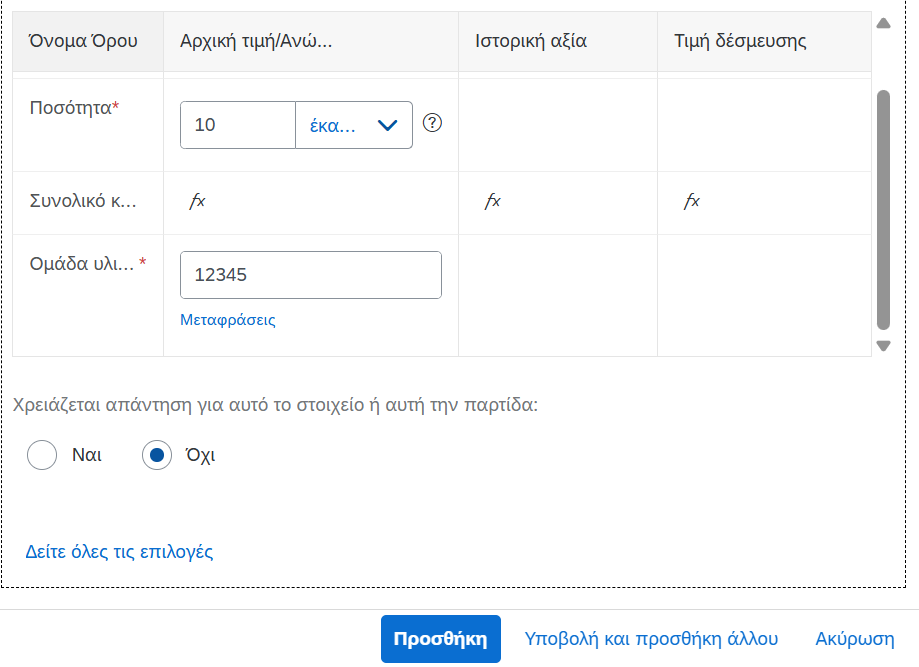 Όνομα Όρου Αρχική τιμή/Ανώ... Ιστορική αξία Τιμή δέσμευσης
Ποσότητα* 10 έκα... ?
Συνολικό κ... fx fx fx
Ομάδα υλι... * 12345
Μεταφράσεις
Χρειάζεται απάντηση για αυτό το στοιχείο ή αυτή την παρτίδα:
Ναι Όχι
Δείτε όλες τις επιλογές
Προσθήκη Υποβολή και προσθήκη άλλου Ακύρωση